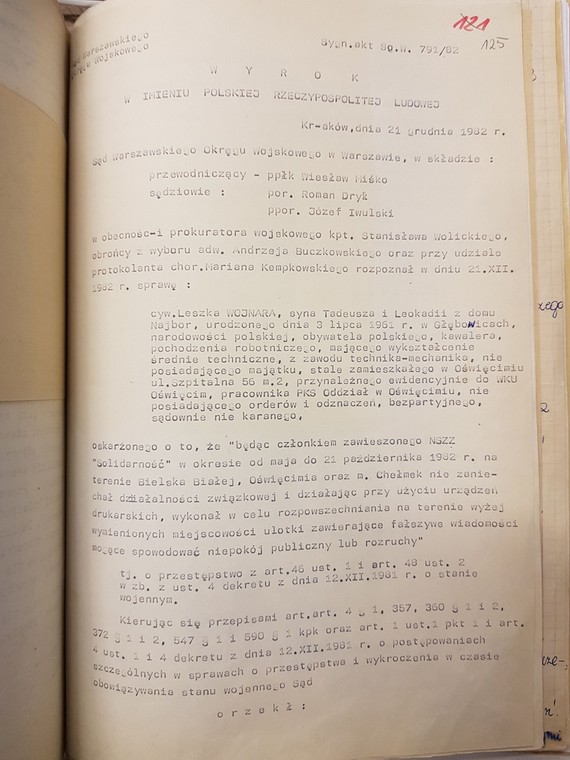 121
Sygn.akt So.W. 791/82 125
Sąd Warszawskiego
Okręgu Wojskowego
W Y R O K
W IMIENIU POLSKIEJ RZECZYPOSPOLITEJ LUDOWEJ
Kr-aków,dnia 21 grudnia 1982 r.
Sąd Warszawskiego Okręgu Wojskowego w Warszawie, w składzie :
przewodniczący - ppłk Wiesław Miśko
sędziowie : por. Roman Dryk
ppor. Józef Iwulski
w obecnośc-i prokuratora wojskowego kpt. Stanisława Wolickiego,
obrońcy z wyboru adw. Andrzeja Buczkowskiego oraz przy udziale
protokolanta chor.Mariana Kempkowskiego rozpoznał w dniu 21.XII.
1982 r. sprawę :
cyw.Leszka WOJNARA, syna Tadeusza i Leokadii z domu
Najbor, urodzonego dnia 3 lipca 1961 r. w Głębowicach,
narodowości polskiej, obywatela polskiego, kawalera,
pochodzenia robotniczego, mającego wykształcenie
średnie techniczne, z zawodu technika-mechanika, nie
posiadającego majątku, stale zamieszkałego w Oświęcimiu
ul.Szpitalna 56 m.2, przynależnego ewidencyjnie do WKU
Oświęcim, pracownika PKS Oddział w Oświęcimiu, nie
posiadającego orderów i odznaczeń, bezpartyjnego,
sądownie nie karanego,
oskarżonego o to, że "będąc członkiem zawieszonego NSZZ
"Solidarność" w okresie od maja do 21 października 1982 r. na
terenie Bielska Białej, Oświęcimia oraz m. Chełmek nie zanie-
chał działalności związkowej i działając przy użyciu urządzeń
drukarskich, wykonał w celu rozpowszechniania na terenie wyżej
wymienionych miejscowości ulotki zawierające fałszywe wiadomości
mogące spowodować niepokój publiczny lub rozruchy"
tj. o przestępstwo z art.46 ust. 1 i art. 48 ust. 2
w zb. z ust. 4 dekretu z dnia 12.XII.1981 r. o stanie
wojennym.
Kierując się przepisami art.art. 4 § 1, 357, 360 § 1 i 2,
372 § 1 i 2, 547 § 1 i 590 § 1 kpk oraz art. 1 ust.1 pkt 1 i art.
4 ust. 1 i 4 dekretu z dnia 12.XII.1981 r. o postępowaniach
szczególnych w sprawach o przestępstwa i wykroczenia w czasie
obowiązywania stanu wojennego Sąd
o r z e k ł :